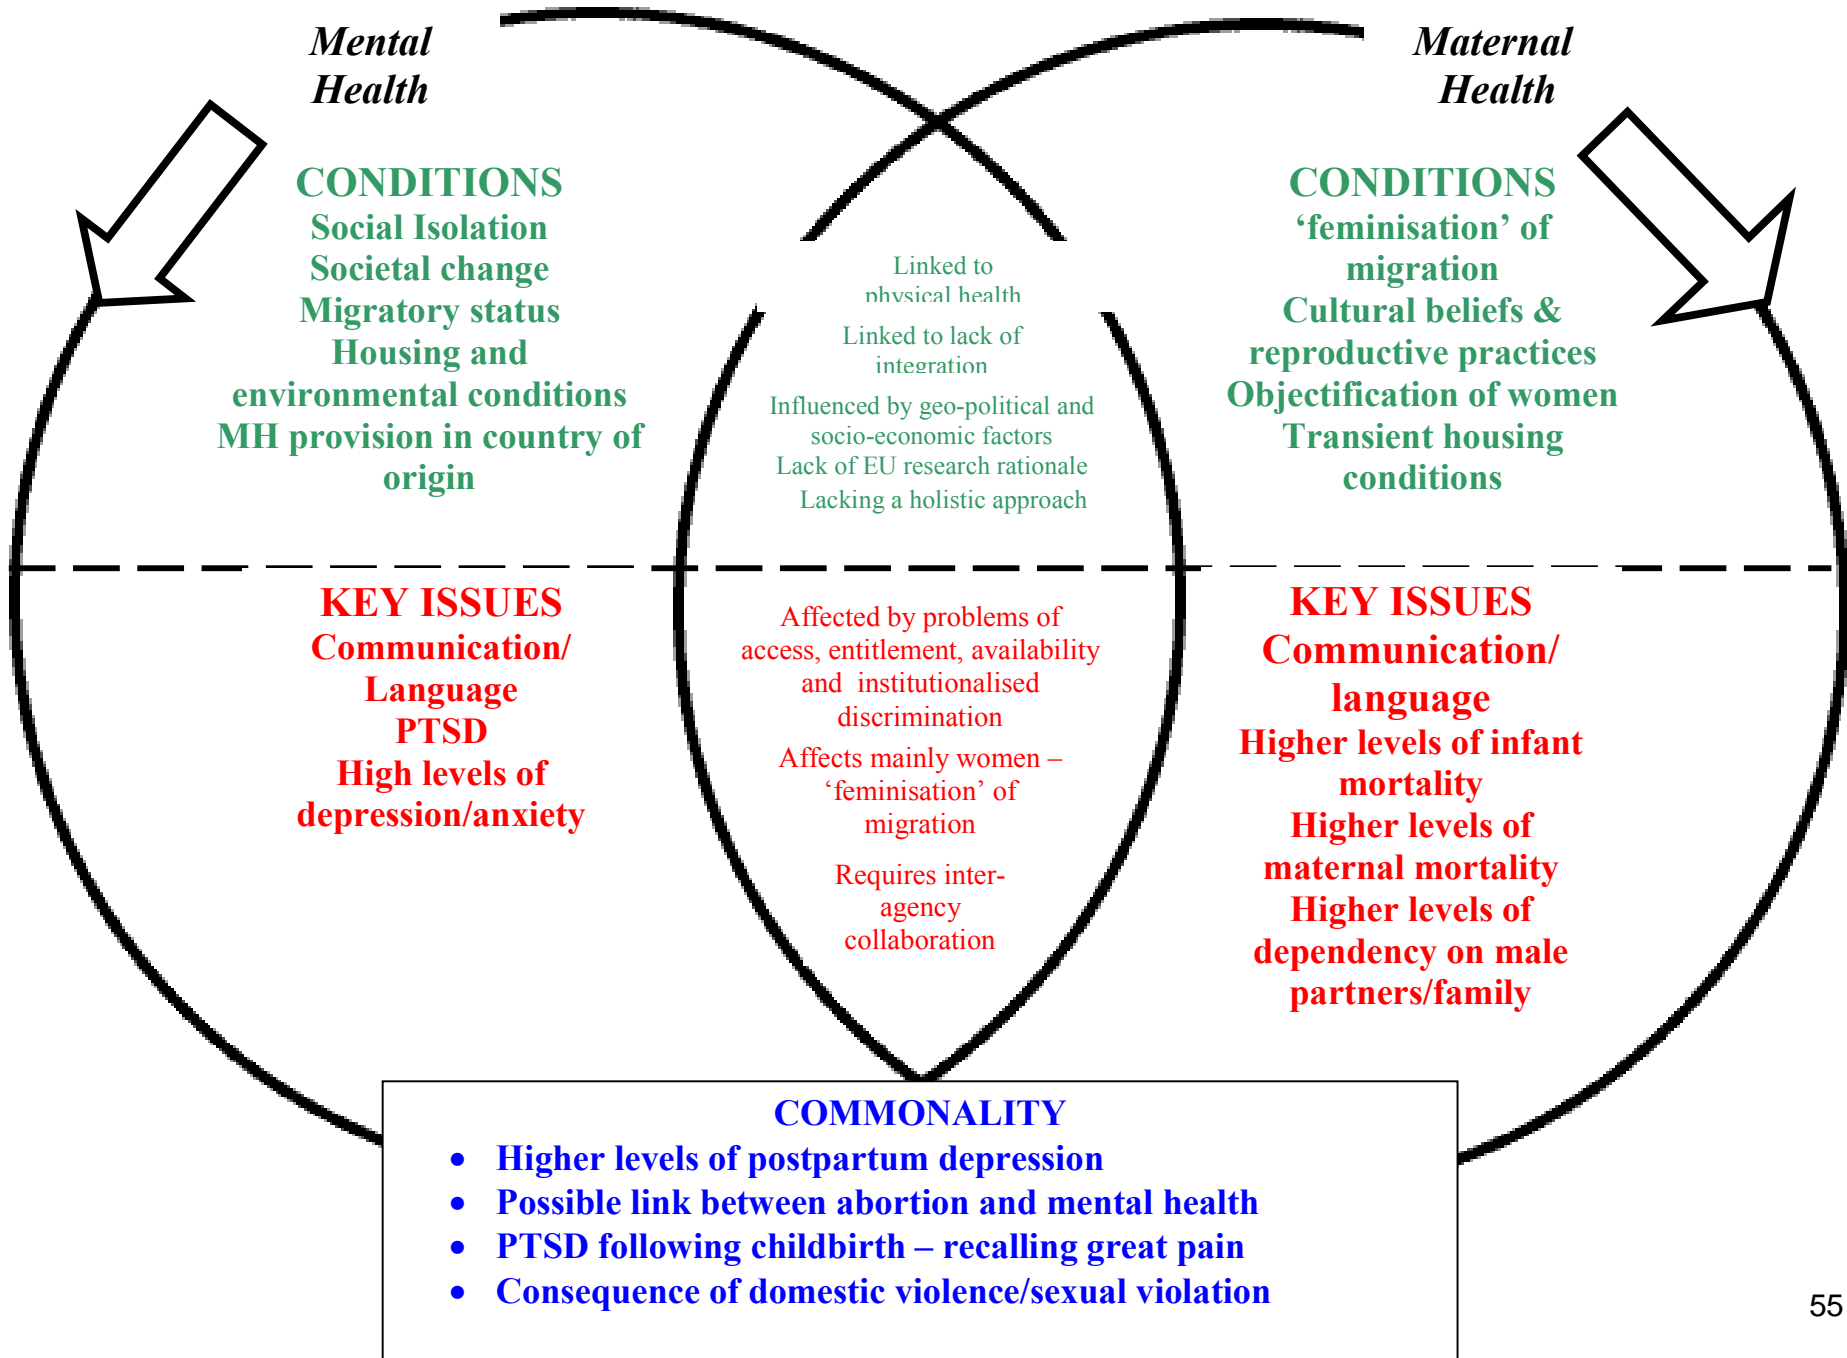 Mental
Health
Maternal
Health
CONDITIONS
Social Isolation
Societal change
Migratory status
Housing and
environmental conditions
MH provision in country of
origin
Linked to
physical health
Linked to lack of
integration
Influenced by geo-political and
socio-economic factors
Lack of EU research rationale
Lacking a holistic approach
CONDITIONS
‘feminisation’ of
migration
Cultural beliefs &
reproductive practices
Objectification of women
Transient housing
conditions
KEY ISSUES
Communication/
Language
PTSD
High levels of
depression/anxiety
Affected by problems of
access, entitlement, availability
and institutionalised
discrimination
Affects mainly women –
‘feminisation’ of
migration
Requires inter-
agency
collaboration
KEY ISSUES
Communication/
language
Higher levels of infant
mortality
Higher levels of
maternal mortality
Higher levels of
dependency on male
partners/family
COMMONALITY
• Higher levels of postpartum depression
• Possible link between abortion and mental health
• PTSD following childbirth – recalling great pain
• Consequence of domestic violence/sexual violation
55